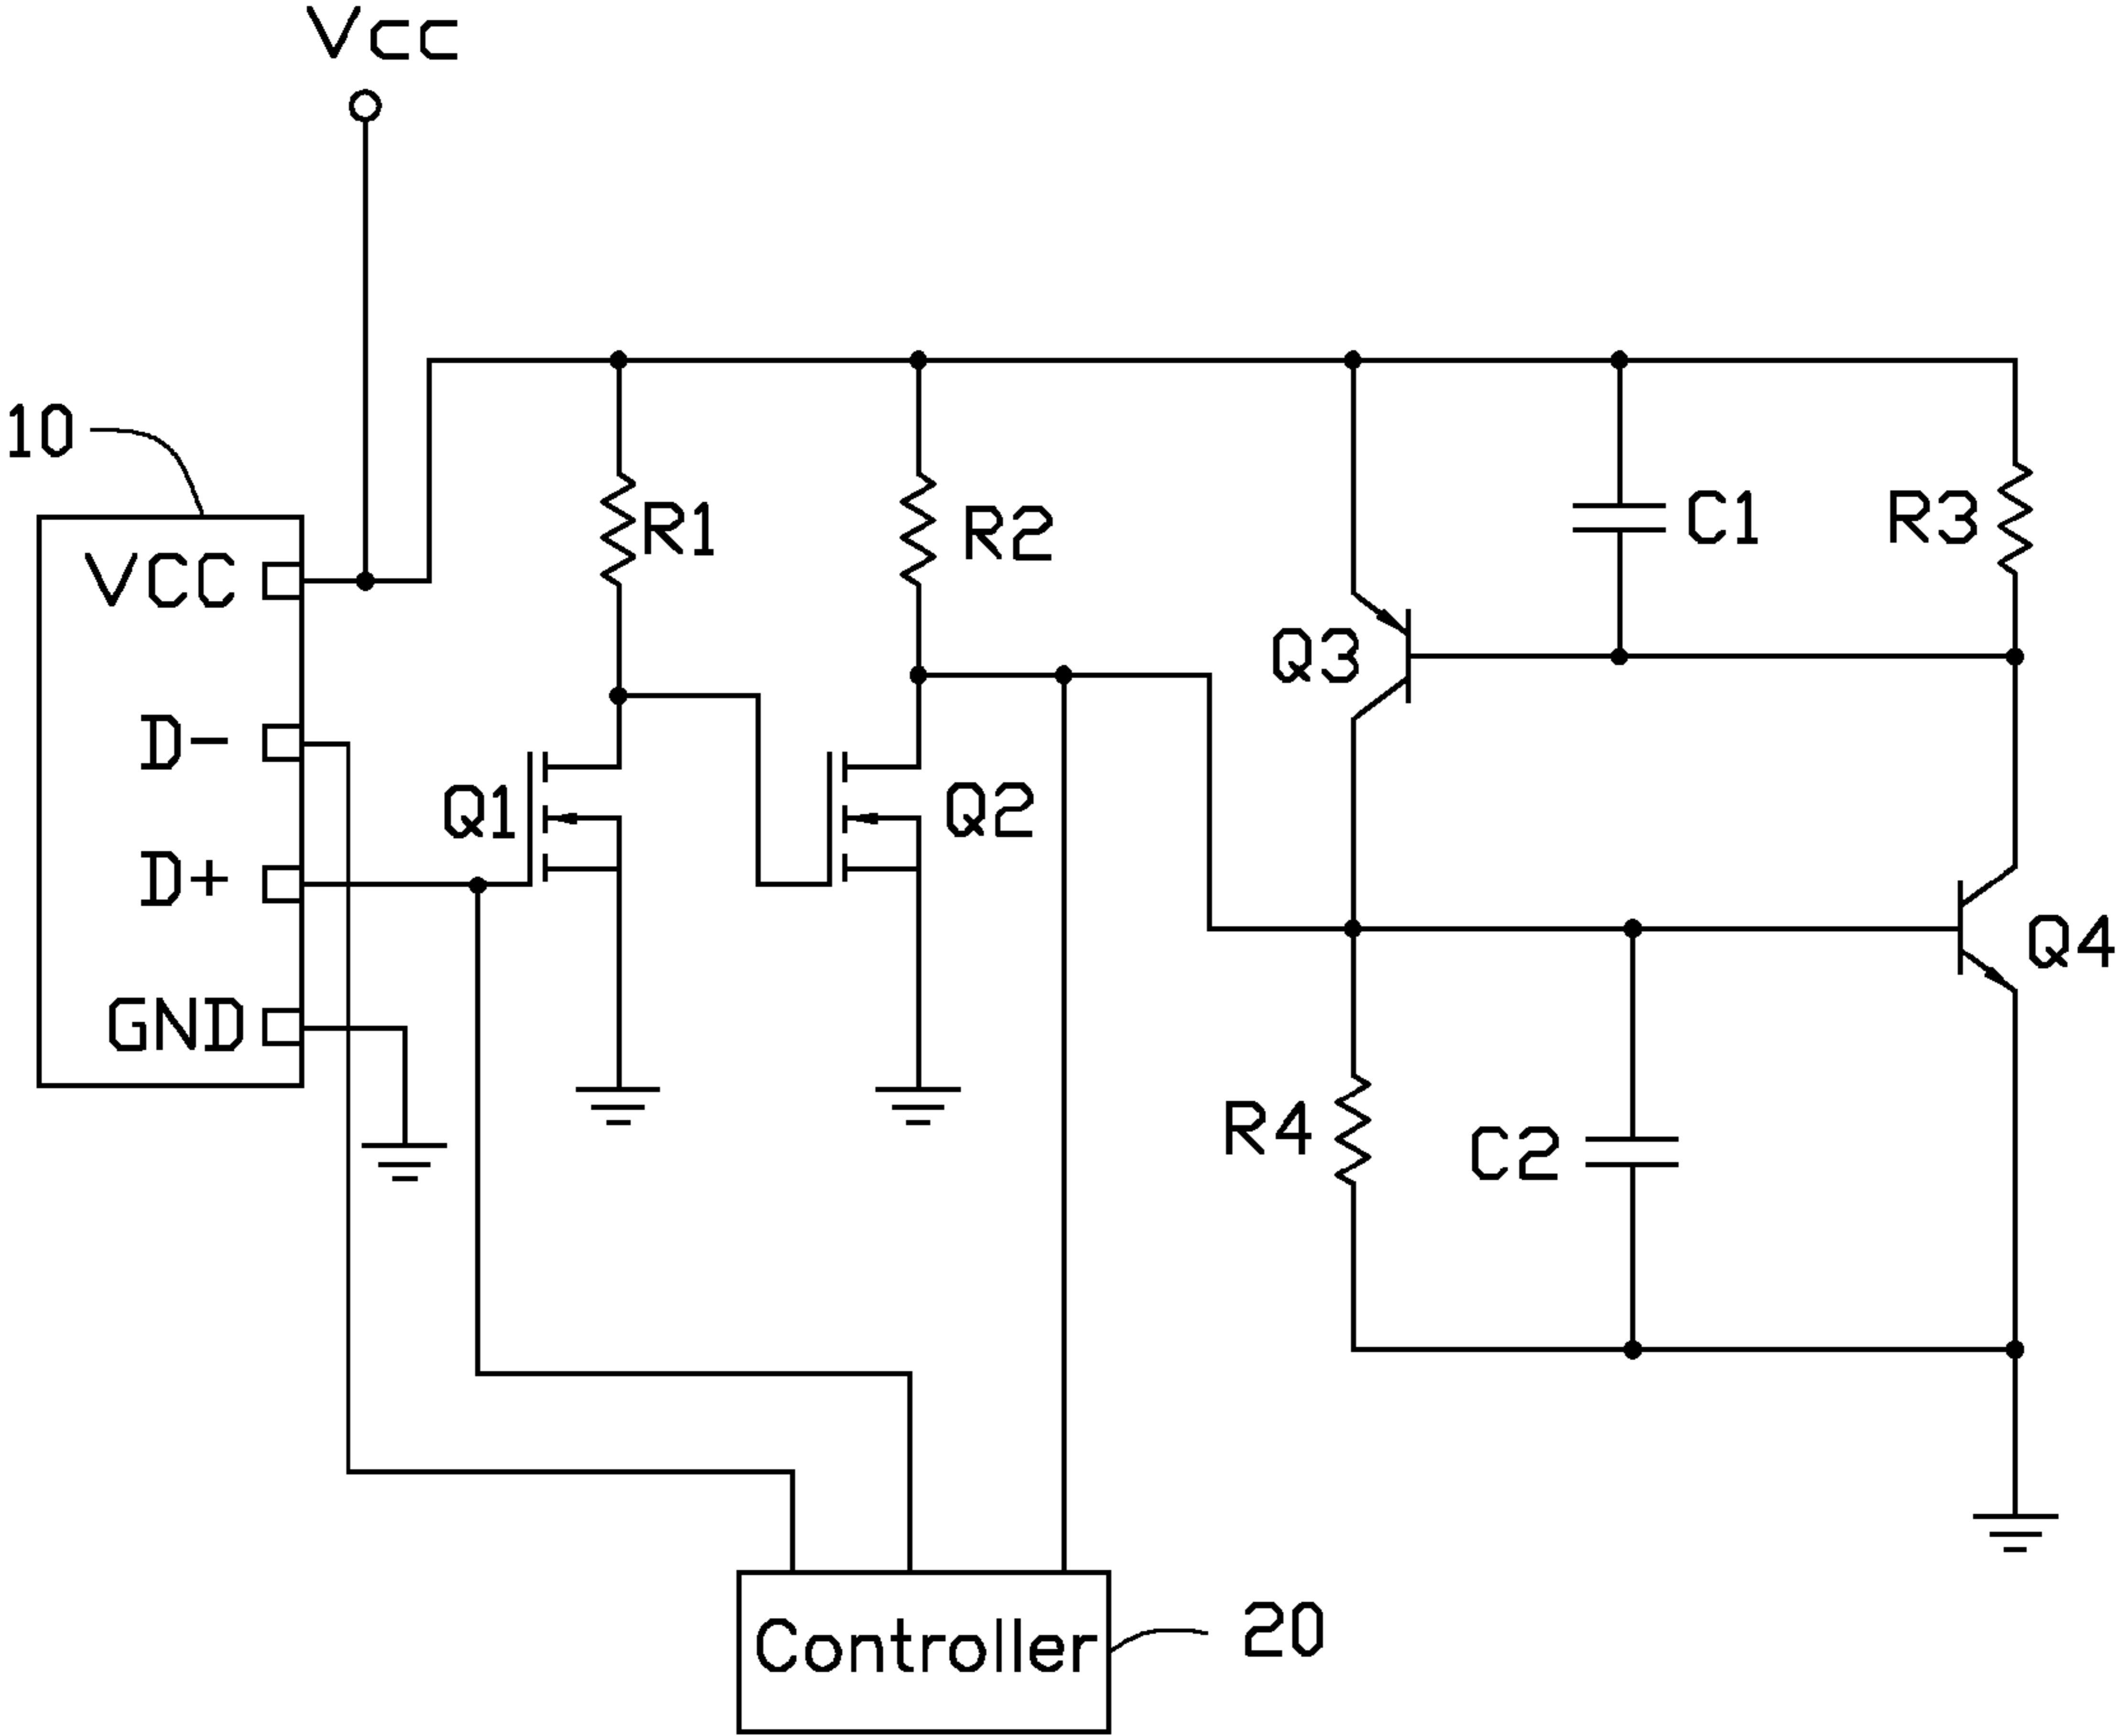 Vcc
10
VCC
D-
D+
GND
R1
R2
C1
R3
Q3
Q1
Q2
Q4
R4
C2
Controller
20